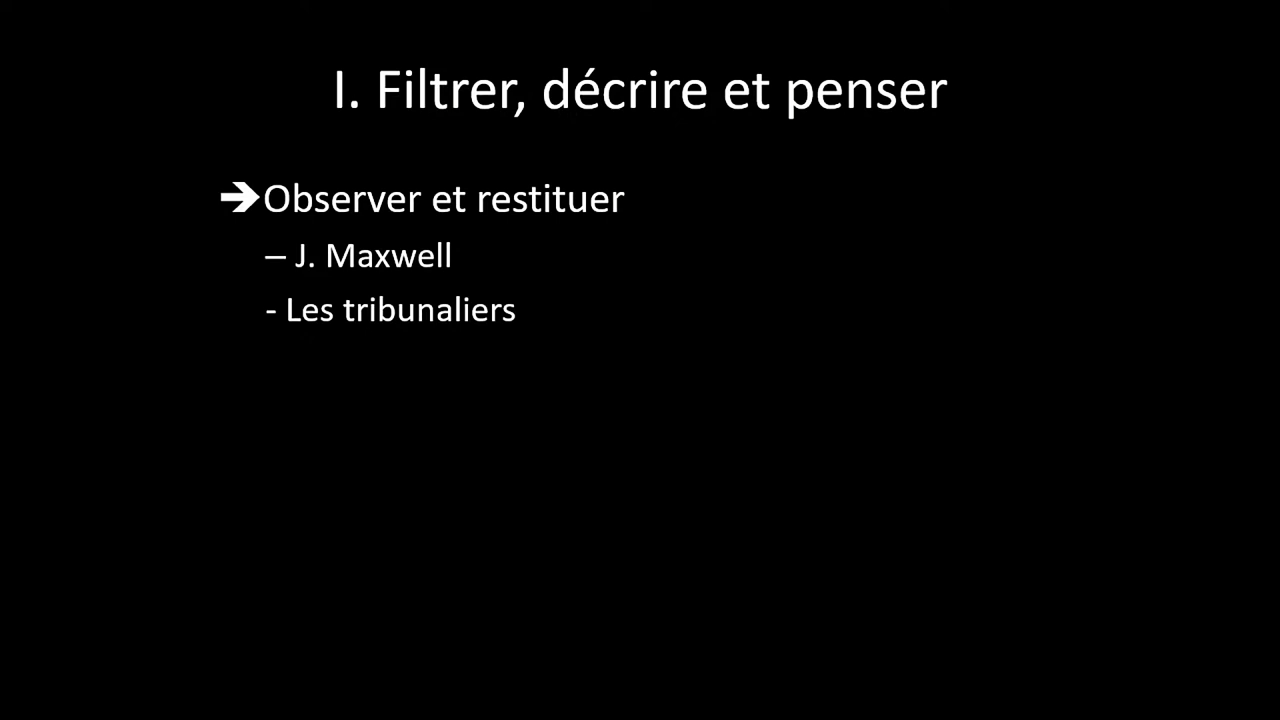 I. Filtrer, décrire et penser
🡺Observer et restituer
– J. Maxwell
- Les tribunaliers